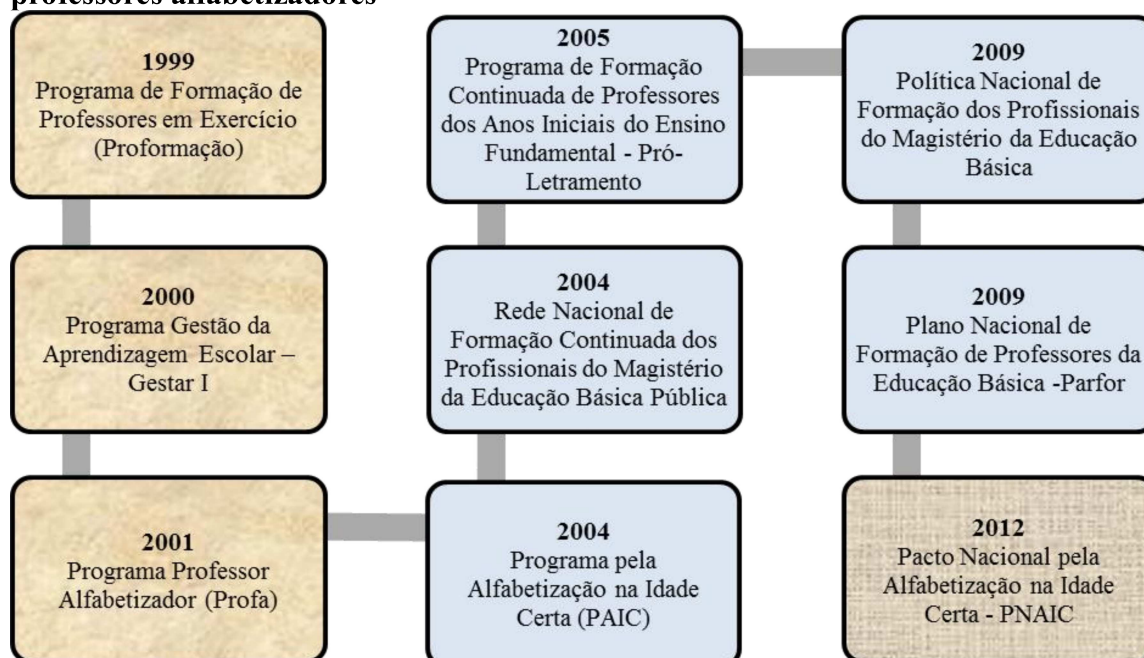 professores alfabetizadores
1999
Programa de Formação de
Professores em Exercício
(Proformação)
2000
Programa Gestão da
Aprendizagem Escolar –
Gestar I
2001
Programa Professor
Alfabetizador (Profa)
2004
Programa pela
Alfabetização na Idade
Certa (PAIC)
2004
Rede Nacional de
Formação Continuada dos
Profissionais do Magistério
da Educação Básica Pública
2005
Programa de Formação
Continuada de Professores
dos Anos Iniciais do Ensino
Fundamental - Pró-
Letramento
2009
Política Nacional de
Formação dos Profissionais
do Magistério da Educação
Básica
2009
Plano Nacional de
Formação de Professores da
Educação Básica -Parfor
2012
Pacto Nacional pela
Alfabetização na Idade
Certa - PNAIC